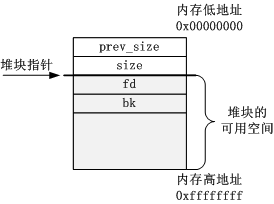 内存低地址
0x00000000
prev_size
堆块指针
size
fd
bk
堆块的
可用空间
内存高地址
0xffffffff